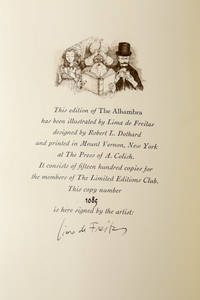 This edition of The Alhambra
has been illustrated by Lima de Freitas
designed by Robert L. Dothard
and printed in Mount Vernon, New York
at The Press of A. Colish.
It consists of fifteen hundred copies for
the members of The Limited Editions Club.
This copy number
1085
is here signed by the artist:
Lima de Freitas